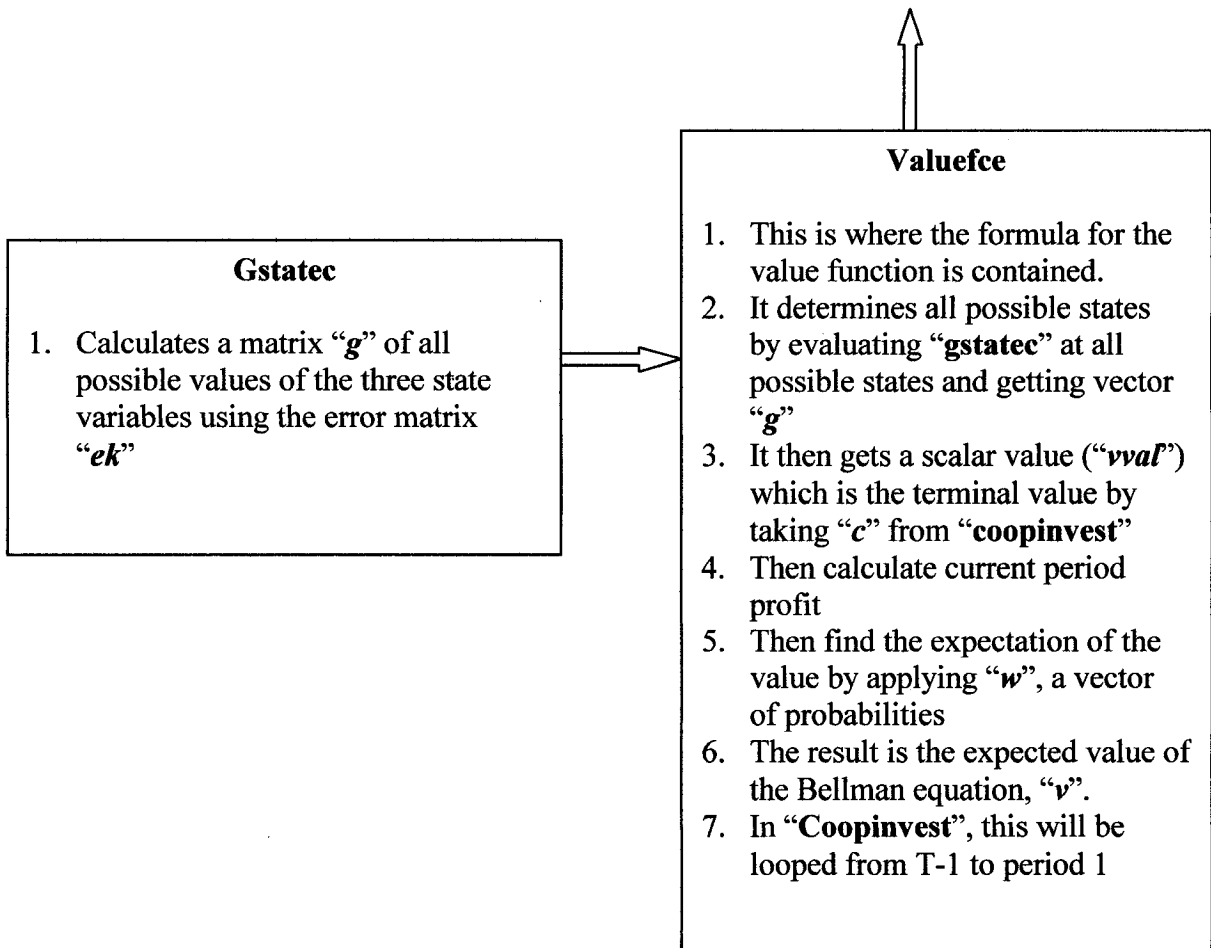 Gstatec
1. Calculates a matrix “g” of all
possible values of the three state
variables using the error matrix
“ek”
Valuefce
1. This is where the formula for the
value function is contained.
2. It determines all possible states
by evaluating “gstatec” at all
possible states and getting vector
“g”
3. It then gets a scalar value (“vval”)
which is the terminal value by
taking “c” from “coopinvest”
4. Then calculate current period
profit
5. Then find the expectation of the
value by applying “w”, a vector
of probabilities
6. The result is the expected value of
the Bellman equation, “v”.
7. In “Coopinvest”, this will be
looped from T-1 to period 1